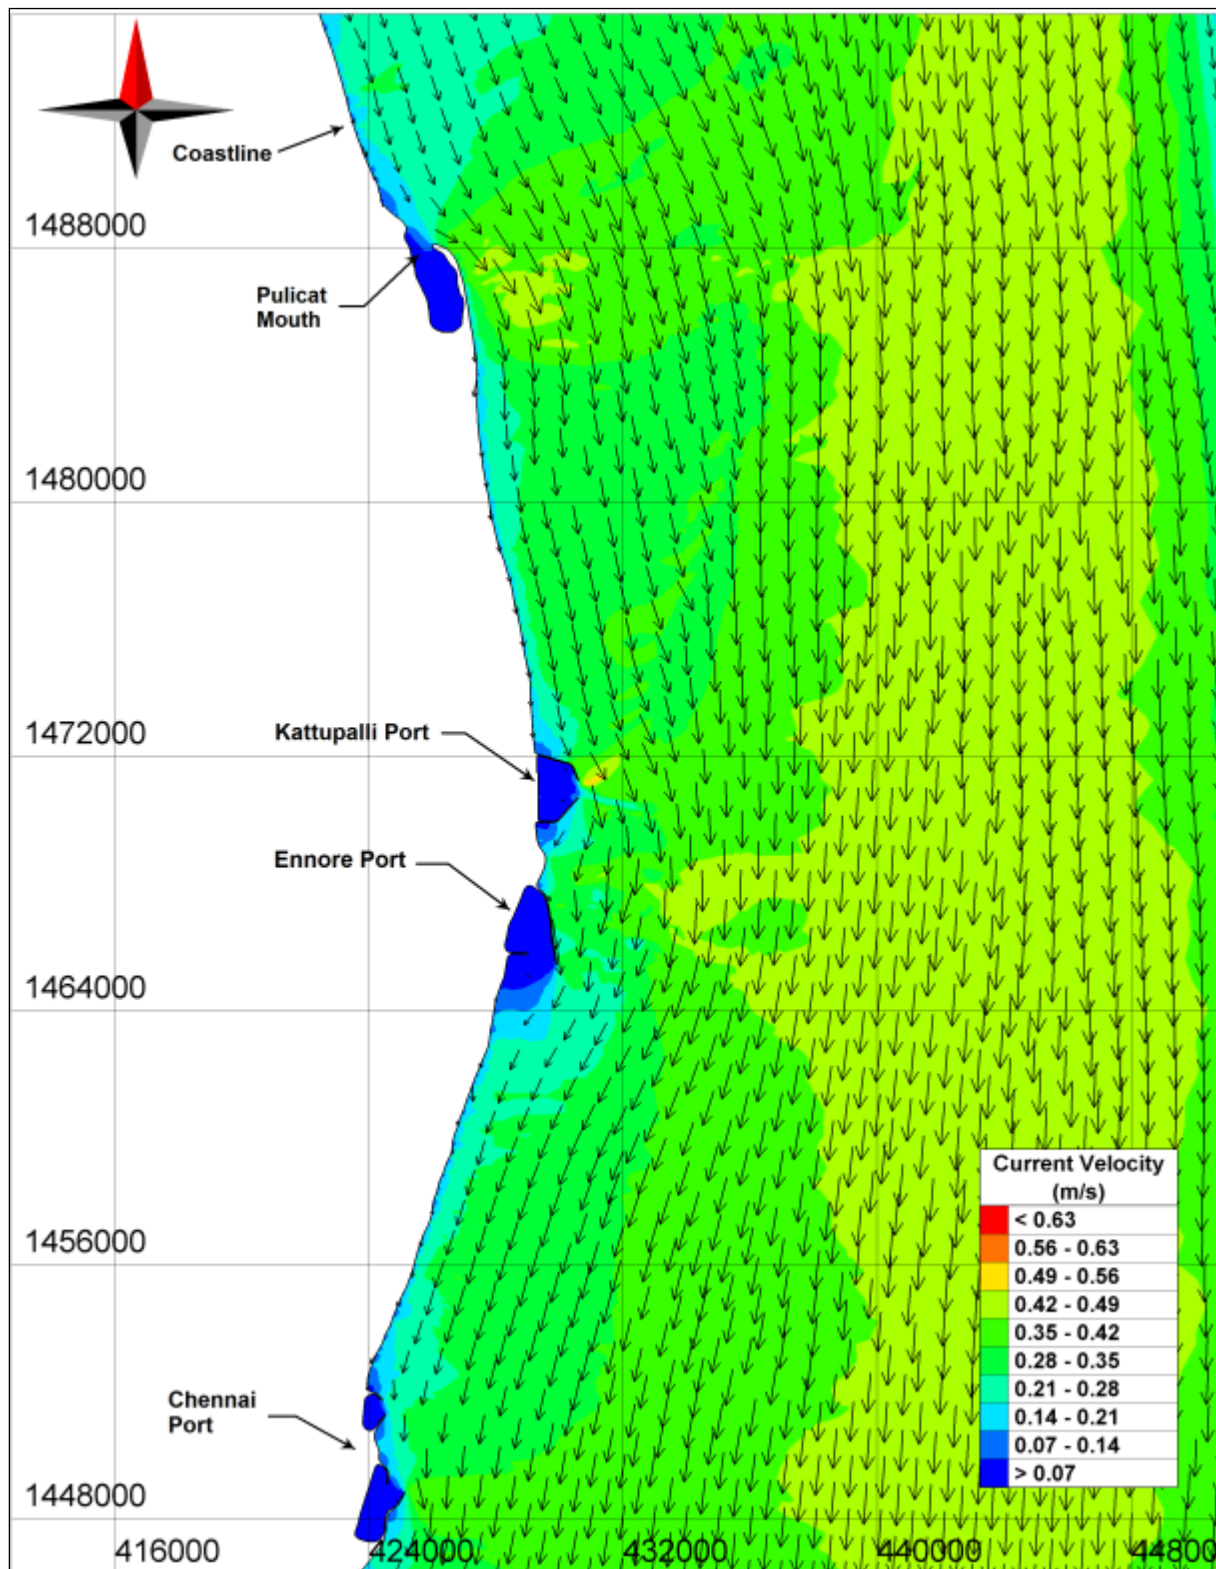 Coastline
1488000
Pulicat
Mouth
1480000
1472000
Kattupalli Port
Ennore Port
1464000
Current Velocity
(m/s)
< 0.63
0.56 - 0.63
0.49 - 0.56
0.42 - 0.49
0.35 - 0.42
0.28 - 0.35
0.21 - 0.28
0.14 - 0.21
0.07 - 0.14
> 0.07
1456000
Chennai
Port
1448000
416000 424000 432000 440000 44800